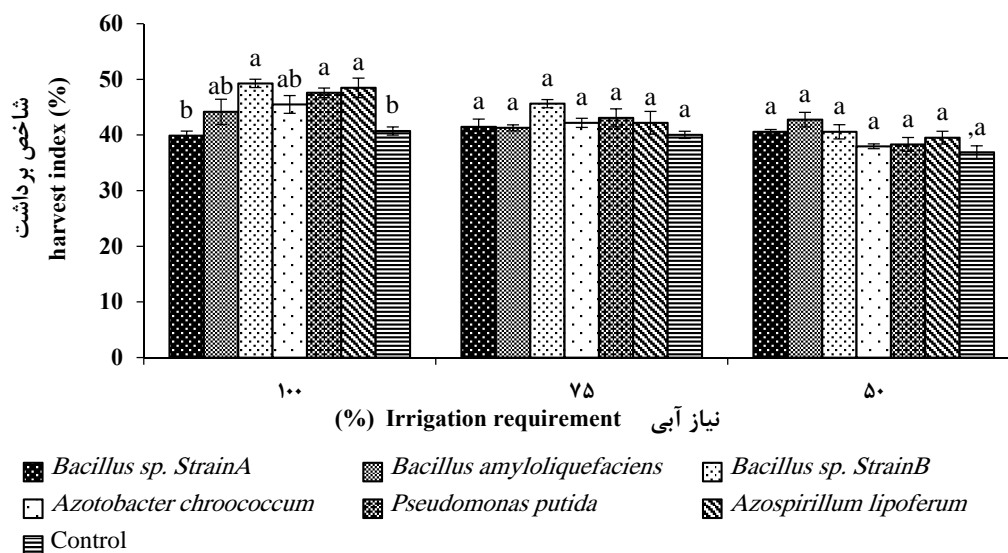 60
50
40
30
20
10
0
شاخص برداشت
harvest index (%)
b ab a ab a a b
a a a a a a a
a a a a a a ,a
۱۰۰ ۷۵ ۵۰
(%) Irrigation requirement نیاز آبی
Bacillus sp. StrainA Bacillus amyloliquefaciens Bacillus sp. StrainB
Azotobacter chroococcum Pseudomonas putida Azospirillum lipoferum
Control